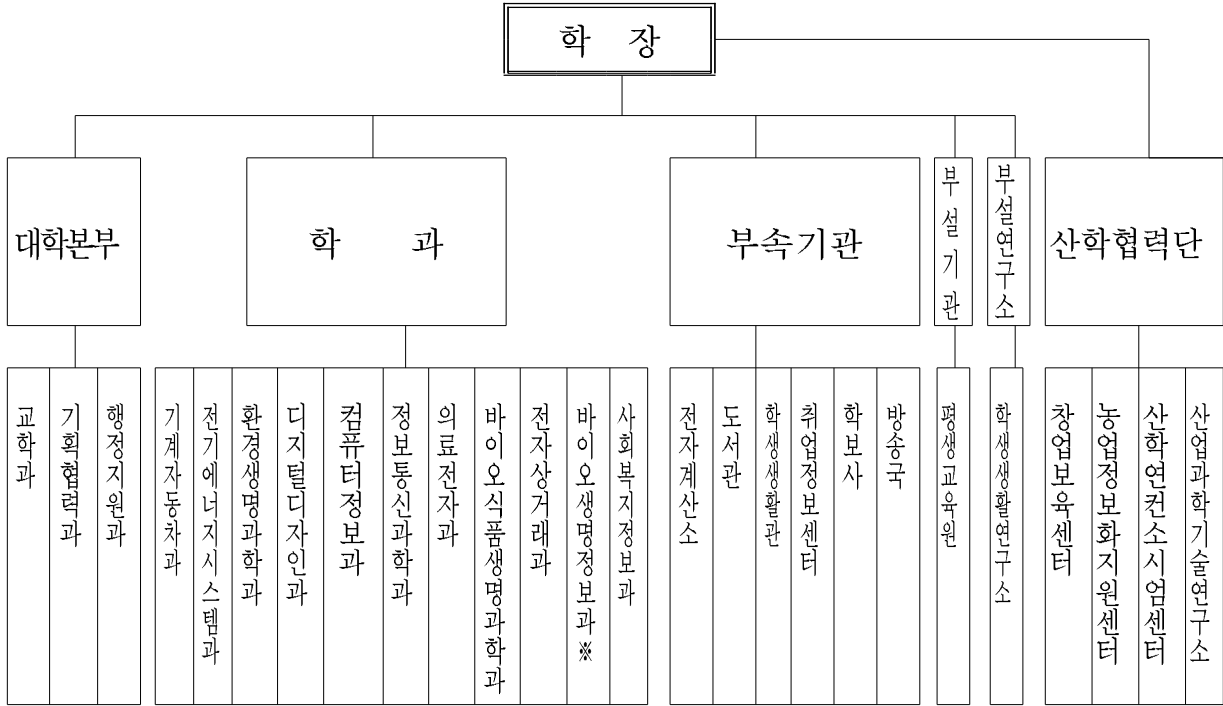 학 장
대학본부
학 과
부속기관
부설기관
부설연구소
산학협력단
교학과
기획협력과
행정지원과
기계자동차과
전기에너지시스템과
환경생명과학과
디지털디자인과
컴퓨터정보과
정보통신과학과
의료전자과
바이오식품생명과학과
전자상거래과
바이오생명정보과※
사회복지정보과
전자계산소
도서관
학생생활관
취업정보센터
학보사
방송국
평생교육원
학생생활연구소
창업보육센터
농업정보화지원센터
산학연컨소시엄센터
산업과학기술연구소